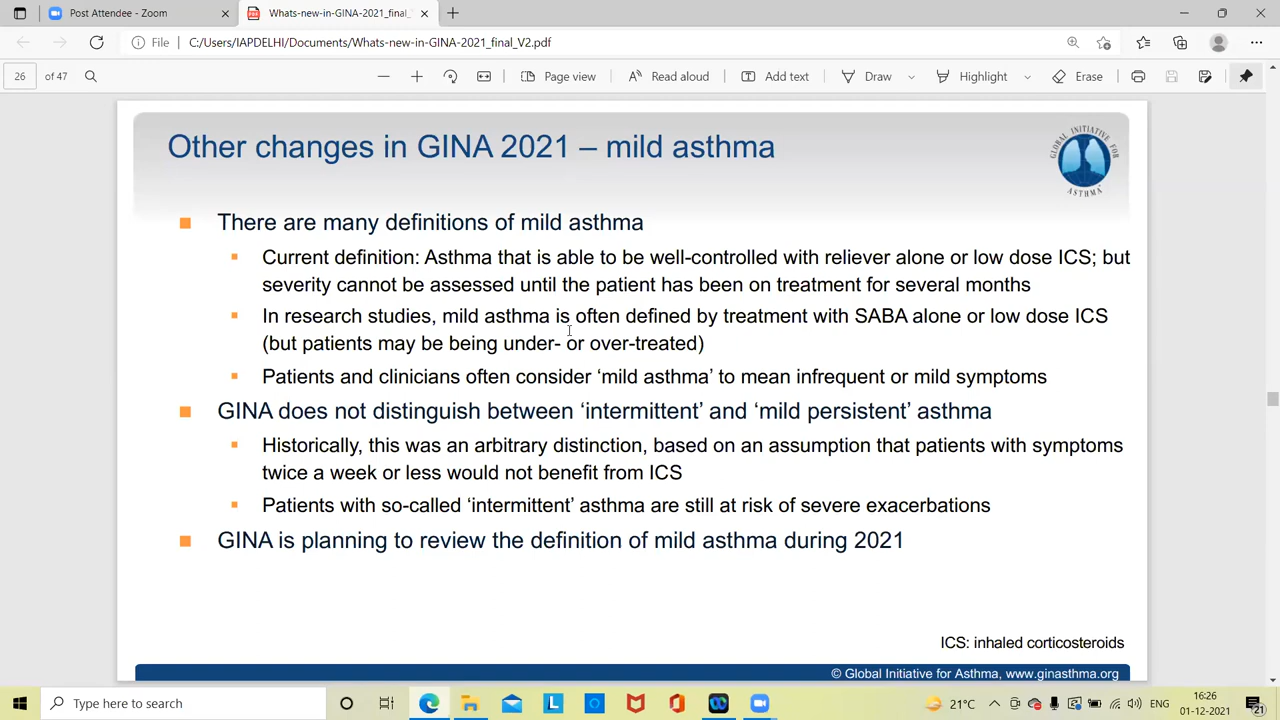 Post Attendee - Zoom
Whats-new-in-GINA-2021_final_
File
C:/Users/IAPDELHI/Documents/Whats-new-in-GINA-2021_final_V2.pdf
26 of 47
Page view
Read aloud
Add text
Draw
Highlight
Erase
Other changes in GINA 2021 – mild asthma
GLOBAL INITIATIVE FOR ASTHMA
There are many definitions of mild asthma
Current definition: Asthma that is able to be well-controlled with reliever alone or low dose ICS; but
severity cannot be assessed until the patient has been on treatment for several months
In research studies, mild asthma is often defined by treatment with SABA alone or low dose ICS
(but patients may be being under- or over-treated)
Patients and clinicians often consider ‘mild asthma’ to mean infrequent or mild symptoms
GINA does not distinguish between ‘intermittent’ and ‘mild persistent’ asthma
Historically, this was an arbitrary distinction, based on an assumption that patients with symptoms
twice a week or less would not benefit from ICS
Patients with so-called ‘intermittent’ asthma are still at risk of severe exacerbations
GINA is planning to review the definition of mild asthma during 2021
ICS: inhaled corticosteroids
© Global Initiative for Asthma, www.ginasthma.org
Type here to search
L
21°C
16:26
01-12-2021
21